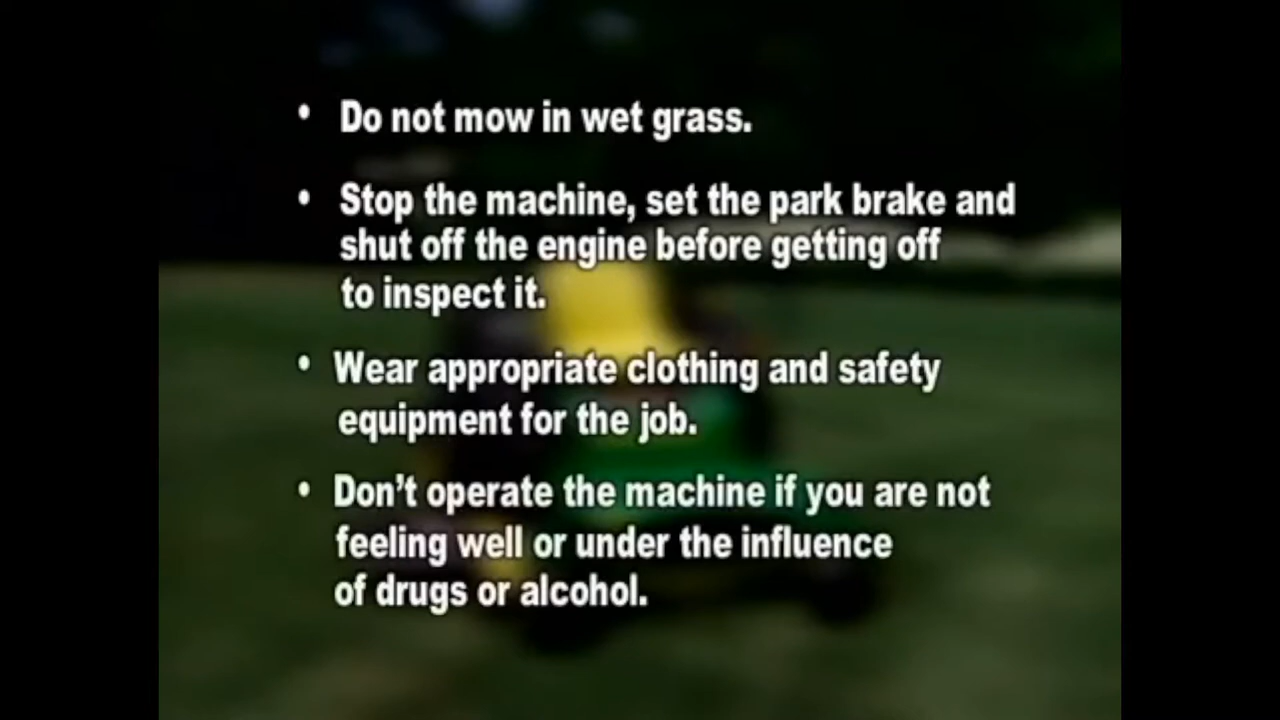 • Do not mow in wet grass.
• Stop the machine, set the park brake and
shut off the engine before getting off
to inspect it.
• Wear appropriate clothing and safety
equipment for the job.
• Don't operate the machine if you are not
feeling well or under the influence
of drugs or alcohol.